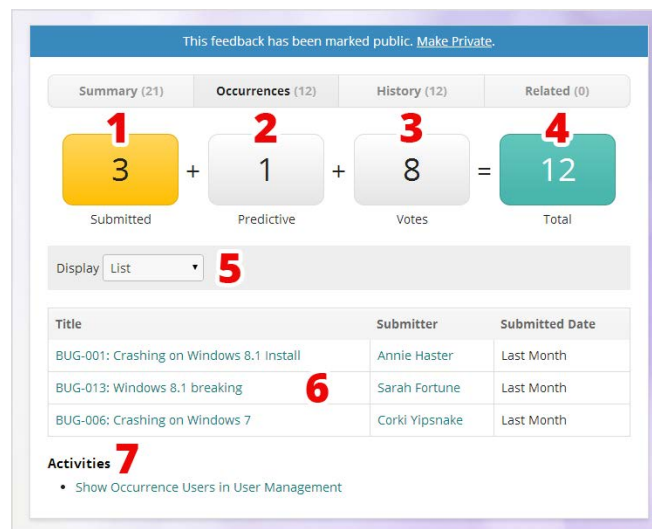 This feedback has been marked public. Make Private.
Summary (21) Occurrences (12) History (12) Related (0)
1 2 3 4
3 + 1 + 8 = 12
Submitted Predictive Votes Total
Display List 5
Title Submitter Submitted Date
BUG-001: Crashing on Windows 8.1 Install Annie Haster Last Month
BUG-013: Windows 8.1 breaking 6 Sarah Fortune Last Month
BUG-006: Crashing on Windows 7 Corki Yipsnake Last Month
Activities 7
• Show Occurrence Users in User Management